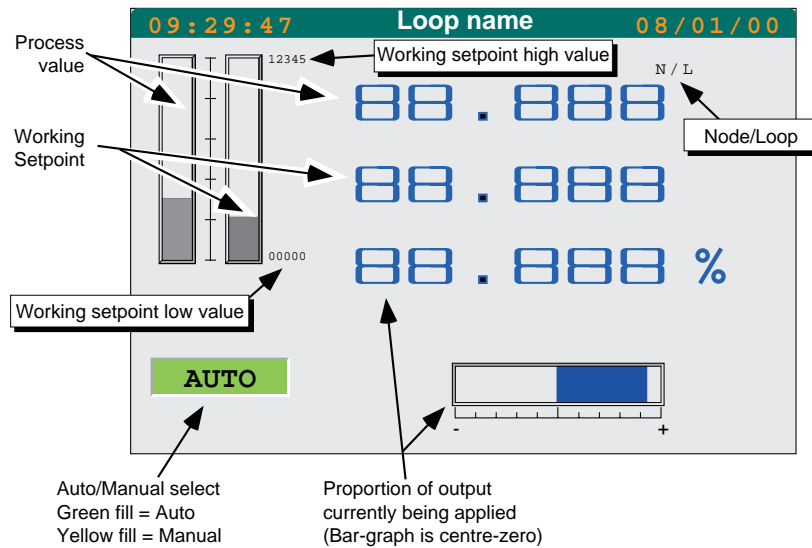 09:29:47 Loop name 08/01/00
Process
value
12345
Working setpoint high value
N/L
88.888
Node/Loop
Working
Setpoint
88.888
00000
88.888 %
Working setpoint low value
AUTO
- +
Auto/Manual select
Green fill = Auto
Yellow fill = Manual
Proportion of output
currently being applied
(Bar-graph is centre-zero)